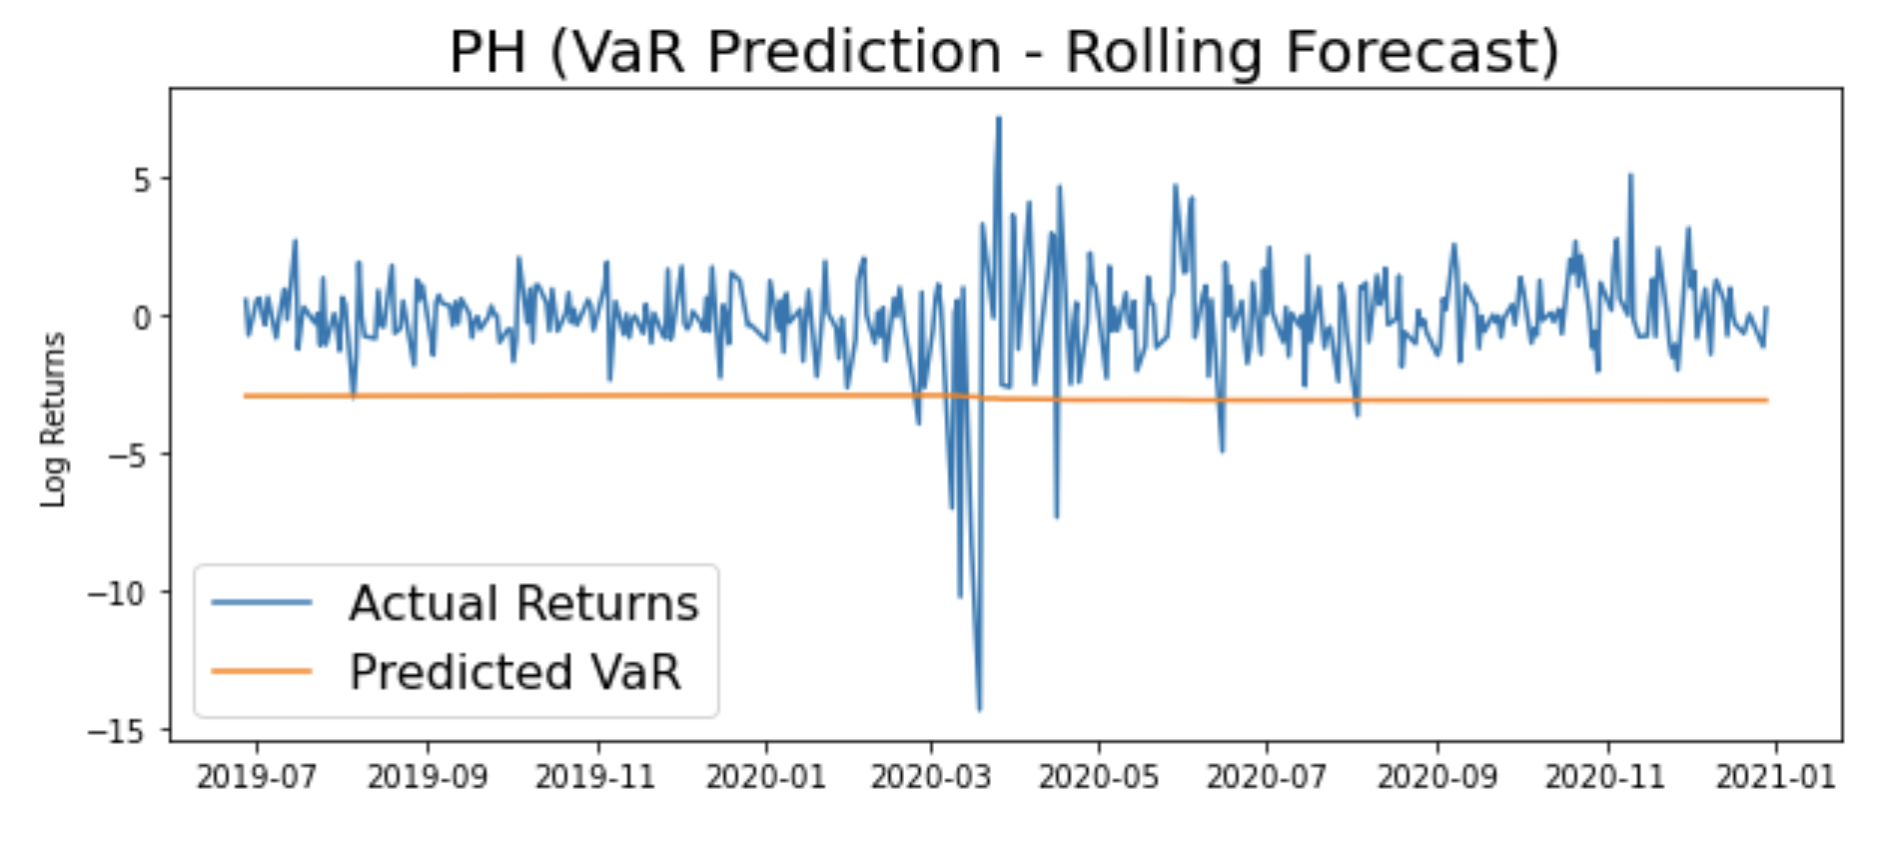 PH (VaR Prediction - Rolling Forecast)
Log Returns
5
0
−5
−10
−15
Actual Returns
Predicted VaR
2019-07 2019-09 2019-11 2020-01 2020-03 2020-05 2020-07 2020-09 2020-11 2021-01